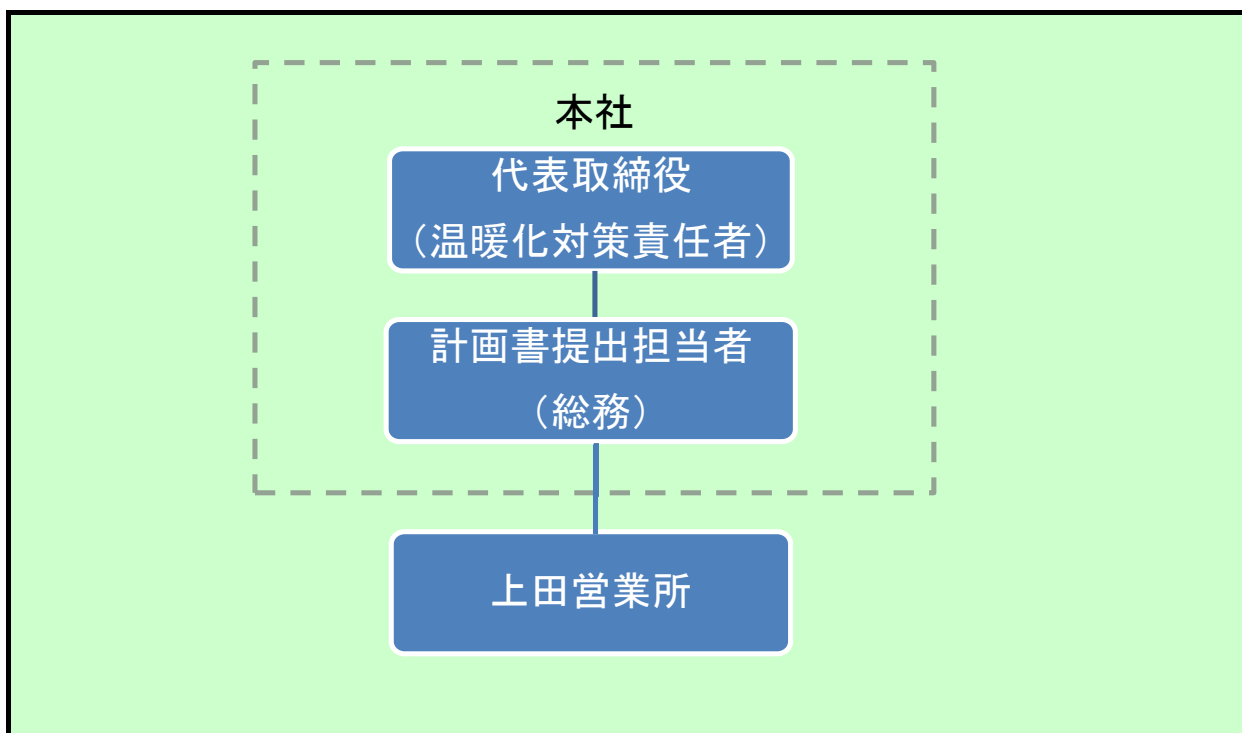 本社
代表取締役
（温暖化対策責任者）
計画書提出担当者
（総務）
上田営業所